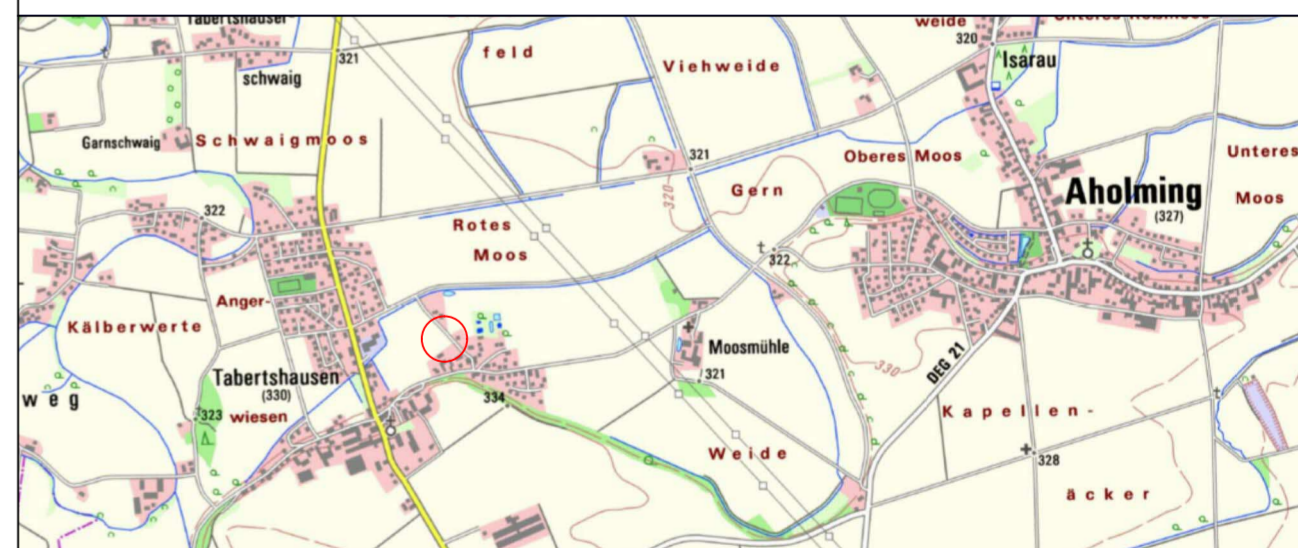 Tabertshauser-
schwaig
321
feld
Viehweide
weide
320
Unteres Rohmoos
Isarau
Garnschwaig
Schwaigmoos
321
Oberes Moos
Unteres
Moos
320
Gern
Aholming
(327)
322
Rotes
Moos
322
Anger-
wiesen
Kälberwerte
Moosmühle
321
330
DEG 21
Tabertshausen
(330)
weg
323
334
Kapellen-
äcker
Weide
328